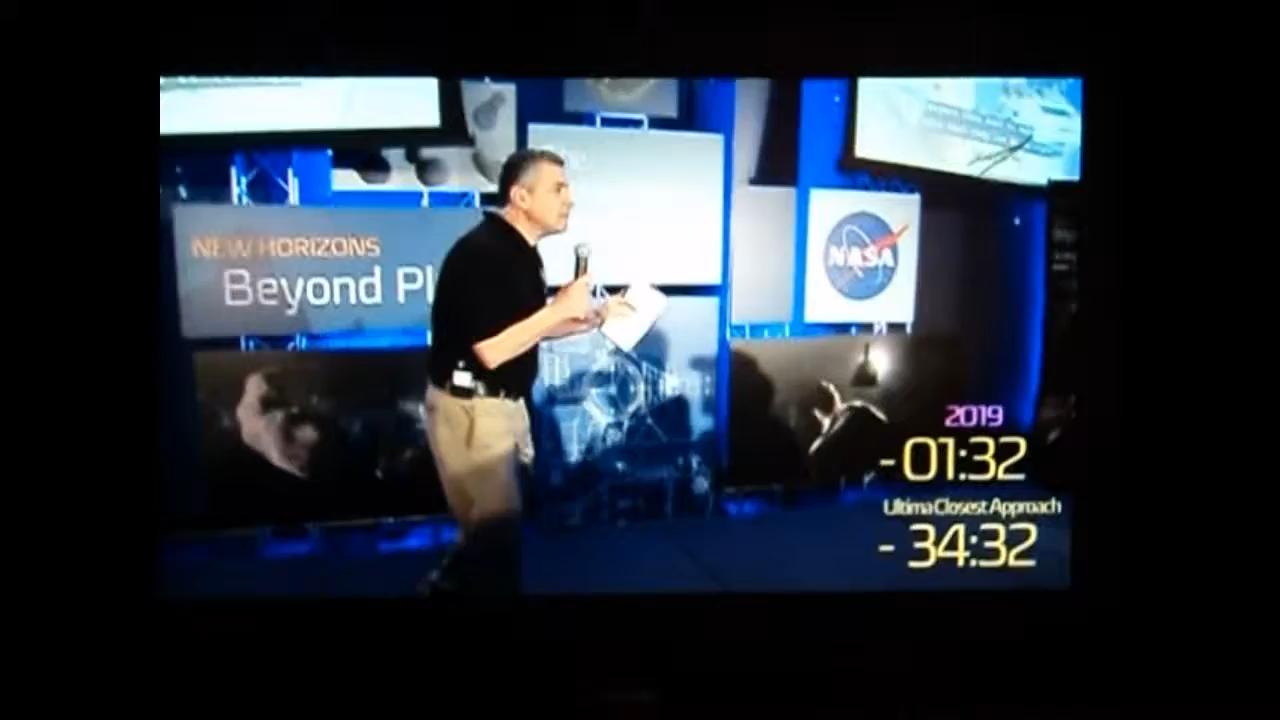 NEW HORIZONS
Beyond Pl
NASA
2019
-01:32
Ultima Closest Approach
- 34:32